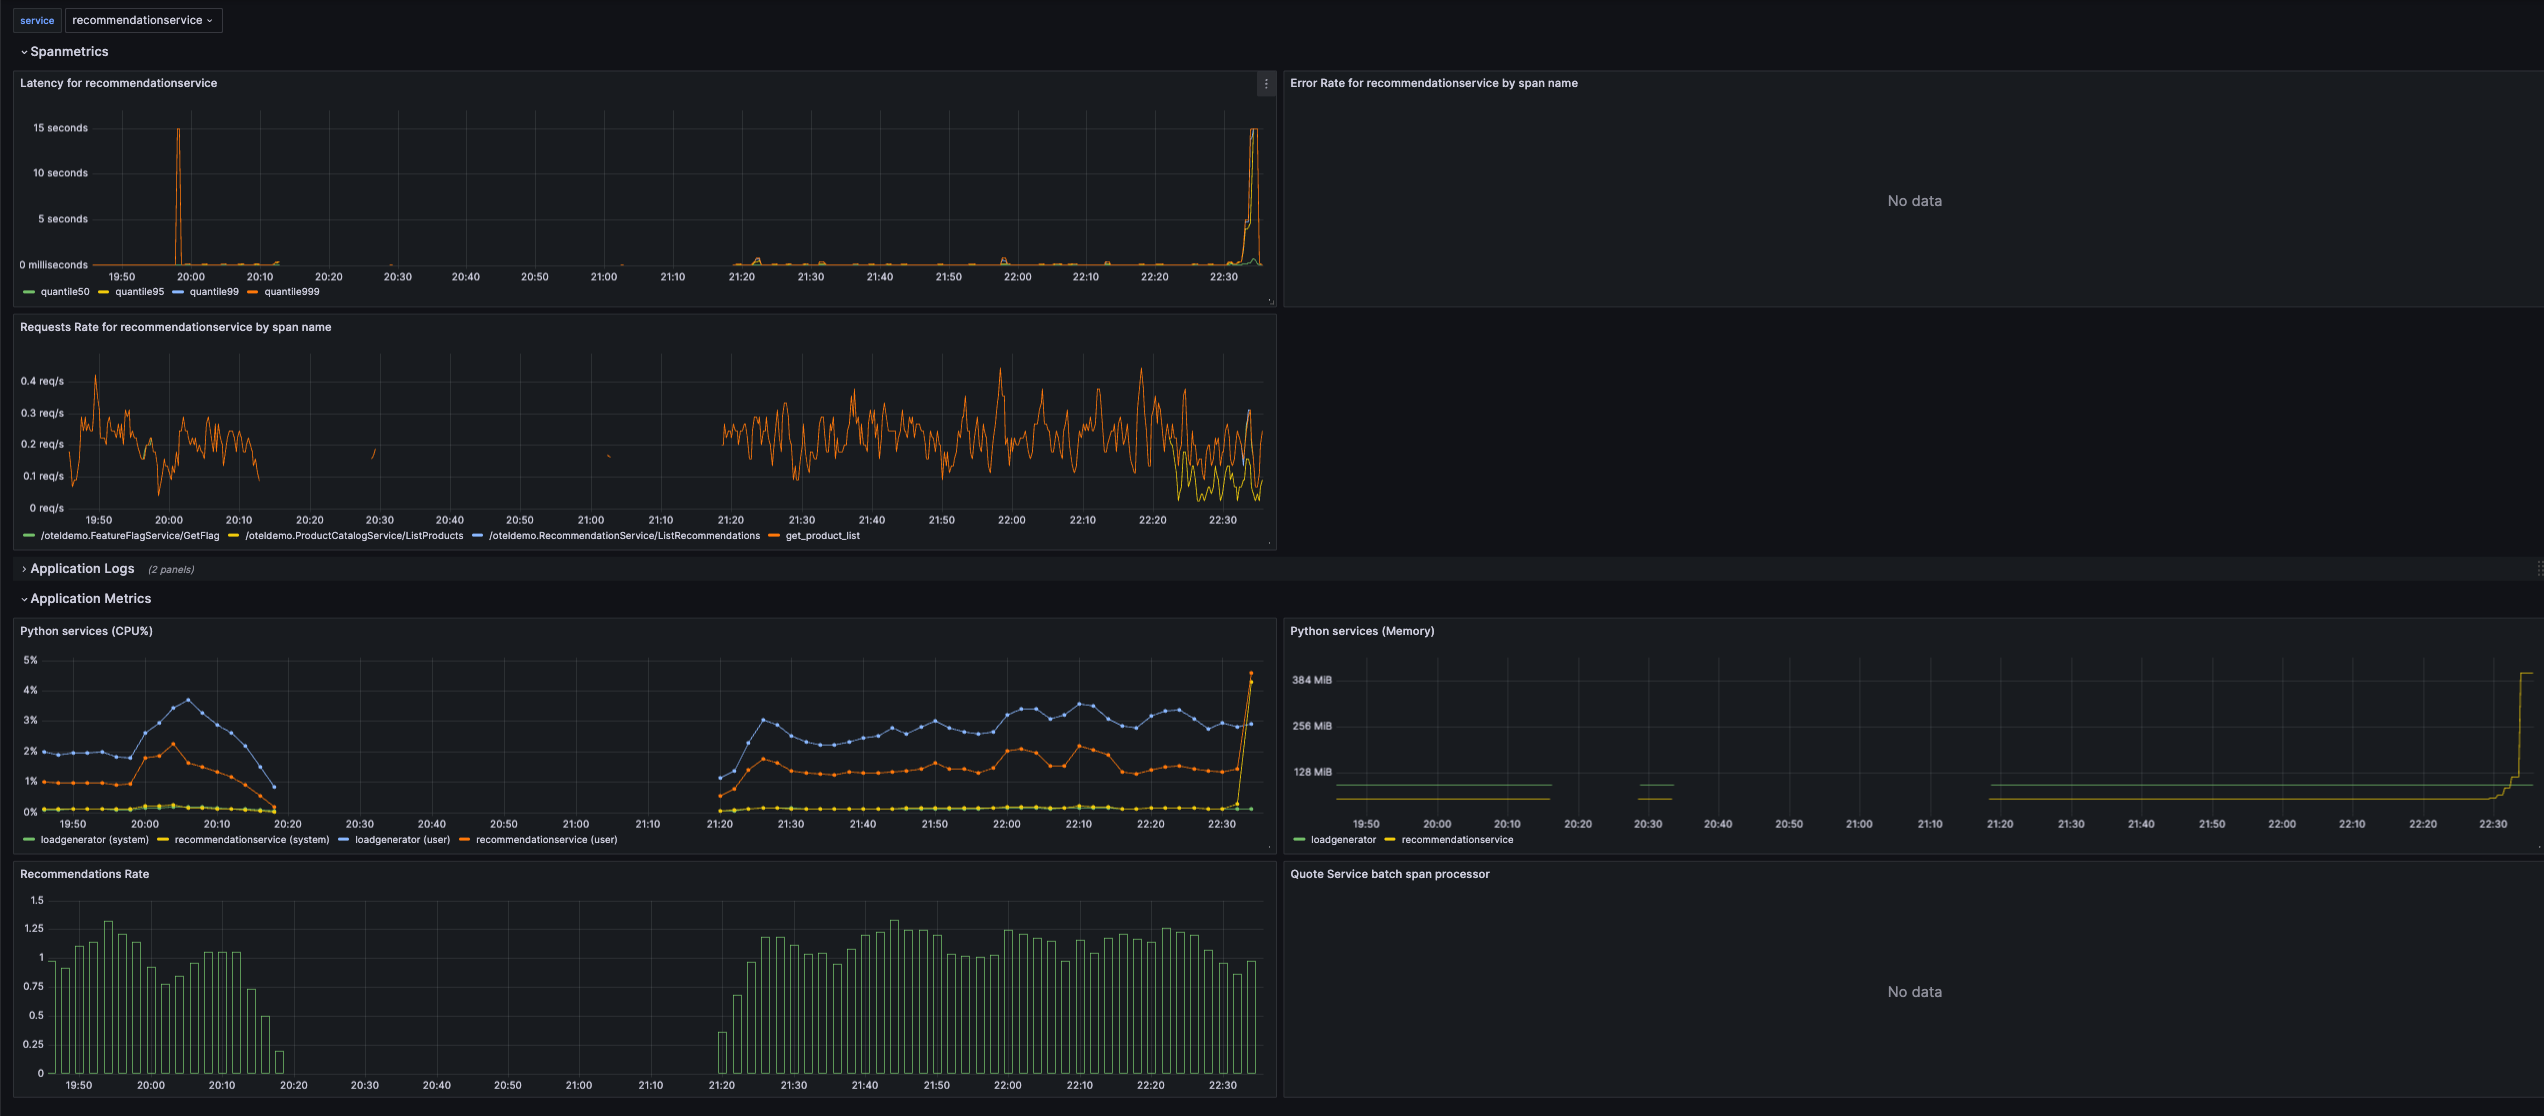 service recommendationservice
Spanmetrics
Latency for recommendationservice
15 seconds
10 seconds
5 seconds
0 milliseconds
19:50 20:00 20:10 20:20 20:30 20:40 20:50 21:00 21:10 21:20 21:30 21:40 21:50 22:00 22:10 22:20 22:30
quantile50 quantile95 quantile99 quantile999
Error Rate for recommendationservice by span name
No data
Requests Rate for recommendationservice by span name
0.4 req/s
0.3 req/s
0.2 req/s
0.1 req/s
0 req/s
19:50 20:00 20:10 20:20 20:30 20:40 20:50 21:00 21:10 21:20 21:30 21:40 21:50 22:00 22:10 22:20 22:30
/oteldemo.FeatureFlagService/GetFlag /oteldemo.ProductCatalogService/ListProducts /oteldemo.RecommendationService/ListRecommendations get_product_list
Application Logs (2 panels)
Application Metrics
Python services (CPU%)
5%
4%
3%
2%
1%
0%
19:50 20:00 20:10 20:20 20:30 20:40 20:50 21:00 21:10 21:20 21:30 21:40 21:50 22:00 22:10 22:20 22:30
loadgenerator (system) recommendationservice (system) loadgenerator (user) recommendationservice (user)
Python services (Memory)
384 MiB
256 MiB
128 MiB
19:50 20:00 20:10 20:20 20:30 20:40 20:50 21:00 21:10 21:20 21:30 21:40 21:50 22:00 22:10 22:20 22:30
loadgenerator recommendationservice
Recommendations Rate
1.5
1.25
1
0.75
0.5
0.25
0
19:50 20:00 20:10 20:20 20:30 20:40 20:50 21:00 21:10 21:20 21:30 21:40 21:50 22:00 22:10 22:20 22:30
Quote Service batch span processor
No data